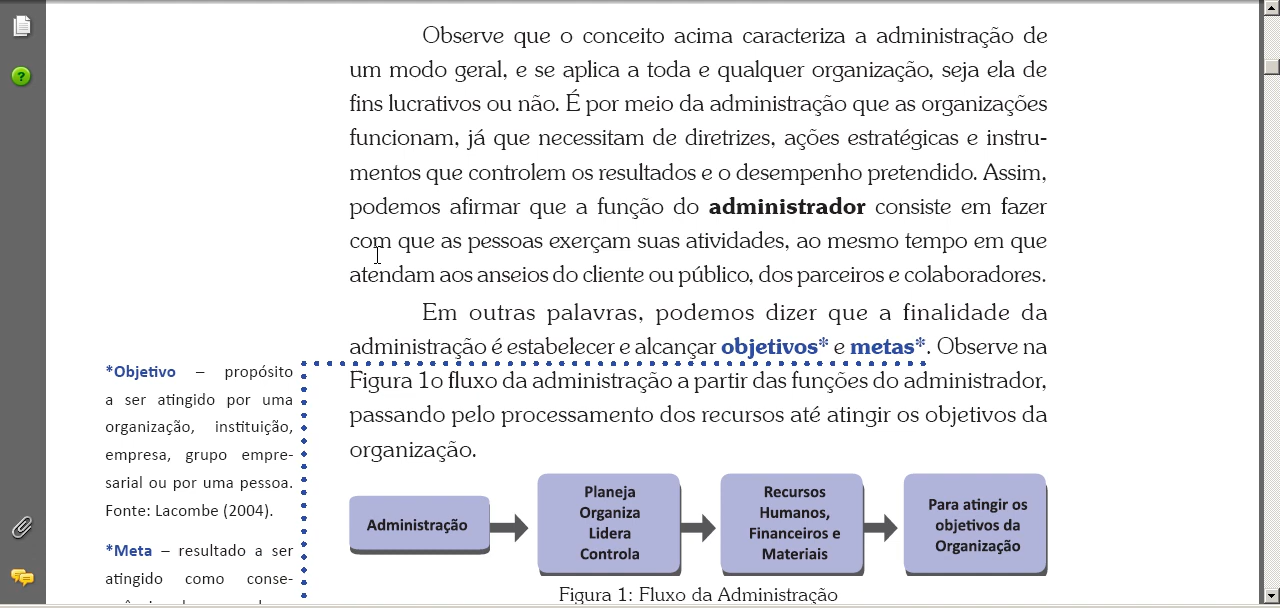 Observe que o conceito acima caracteriza a administração de
um modo geral, e se aplica a toda e qualquer organização, seja ela de
fins lucrativos ou não. É por meio da administração que as organizações
funcionam, já que necessitam de diretrizes, ações estratégicas e instru-
mentos que controlem os resultados e o desempenho pretendido. Assim,
podemos afirmar que a função do administrador consiste em fazer
com que as pessoas exerçam suas atividades, ao mesmo tempo em que
atendam aos anseios do cliente ou público, dos parceiros e colaboradores.
Em outras palavras, podemos dizer que a finalidade da
administração é estabelecer e alcançar objetivos* e metas*. Observe na
Figura 1o fluxo da administração a partir das funções do administrador,
passando pelo processamento dos recursos até atingir os objetivos da
organização.
*Objetivo – propósito
a ser atingido por uma
organização, instituição,
empresa, grupo empre-
sarial ou por uma pessoa.
Fonte: Lacombe (2004).
*Meta – resultado a ser
atingido como conse-
Administração
Planeja
Organiza
Lidera
Controla
Recursos
Humanos,
Financeiros e
Materiais
Para atingir os
objetivos da
Organização
Figura 1: Fluxo da Administração